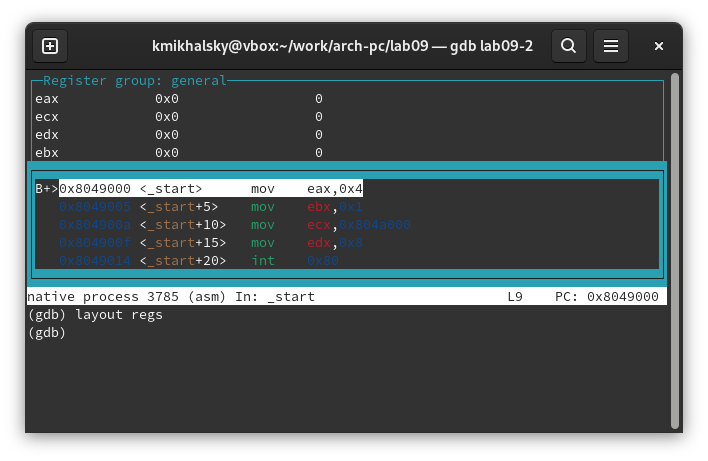 kmikhalsky@vbox:~/work/arch-pc/lab09 — gdb lab09-2
Register group: general
eax 0x0 0
ecx 0x0 0
edx 0x0 0
ebx 0x0 0
B+>0x8049000 <_start> mov eax,0x4
0x8049005 <_start+5> mov ebx,0x1
0x804900a <_start+10> mov ecx,0x804a000
0x804900f <_start+15> mov edx,0x8
0x8049014 <_start+20> int 0x80
native process 3785 (asm) In: _start L9 PC: 0x8049000
(gdb) layout regs
(gdb)